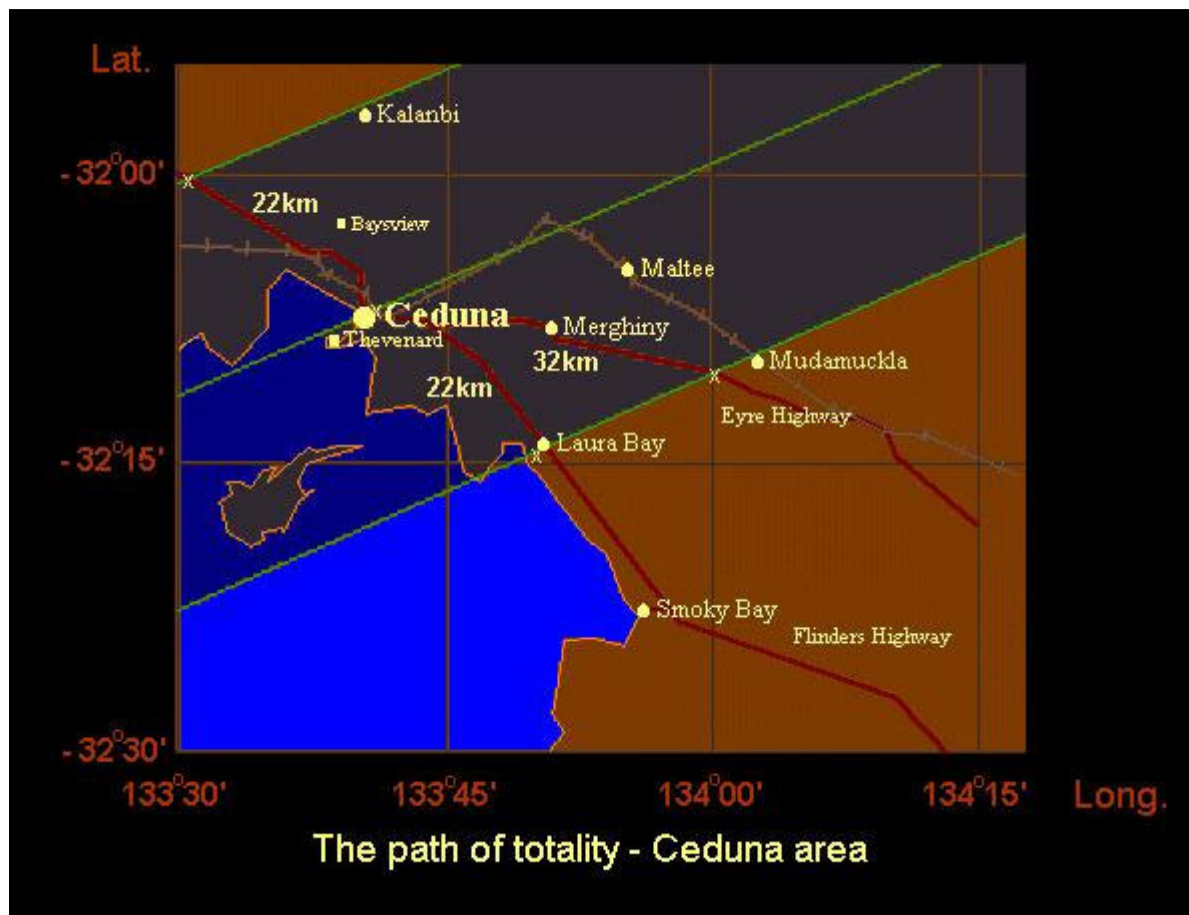 Lat.
Kalanbi
- 32°00'
22km
Baysview
Maltee
Ceduna
Merghiny
Thevenard
32km
Mudamuckla
22km
Eyre Highway
Laura Bay
- 32°15'
Smoky Bay
Flinders Highway
- 32°30'
133°30' 133°45' 134°00' 134°15' Long.
The path of totality - Ceduna area